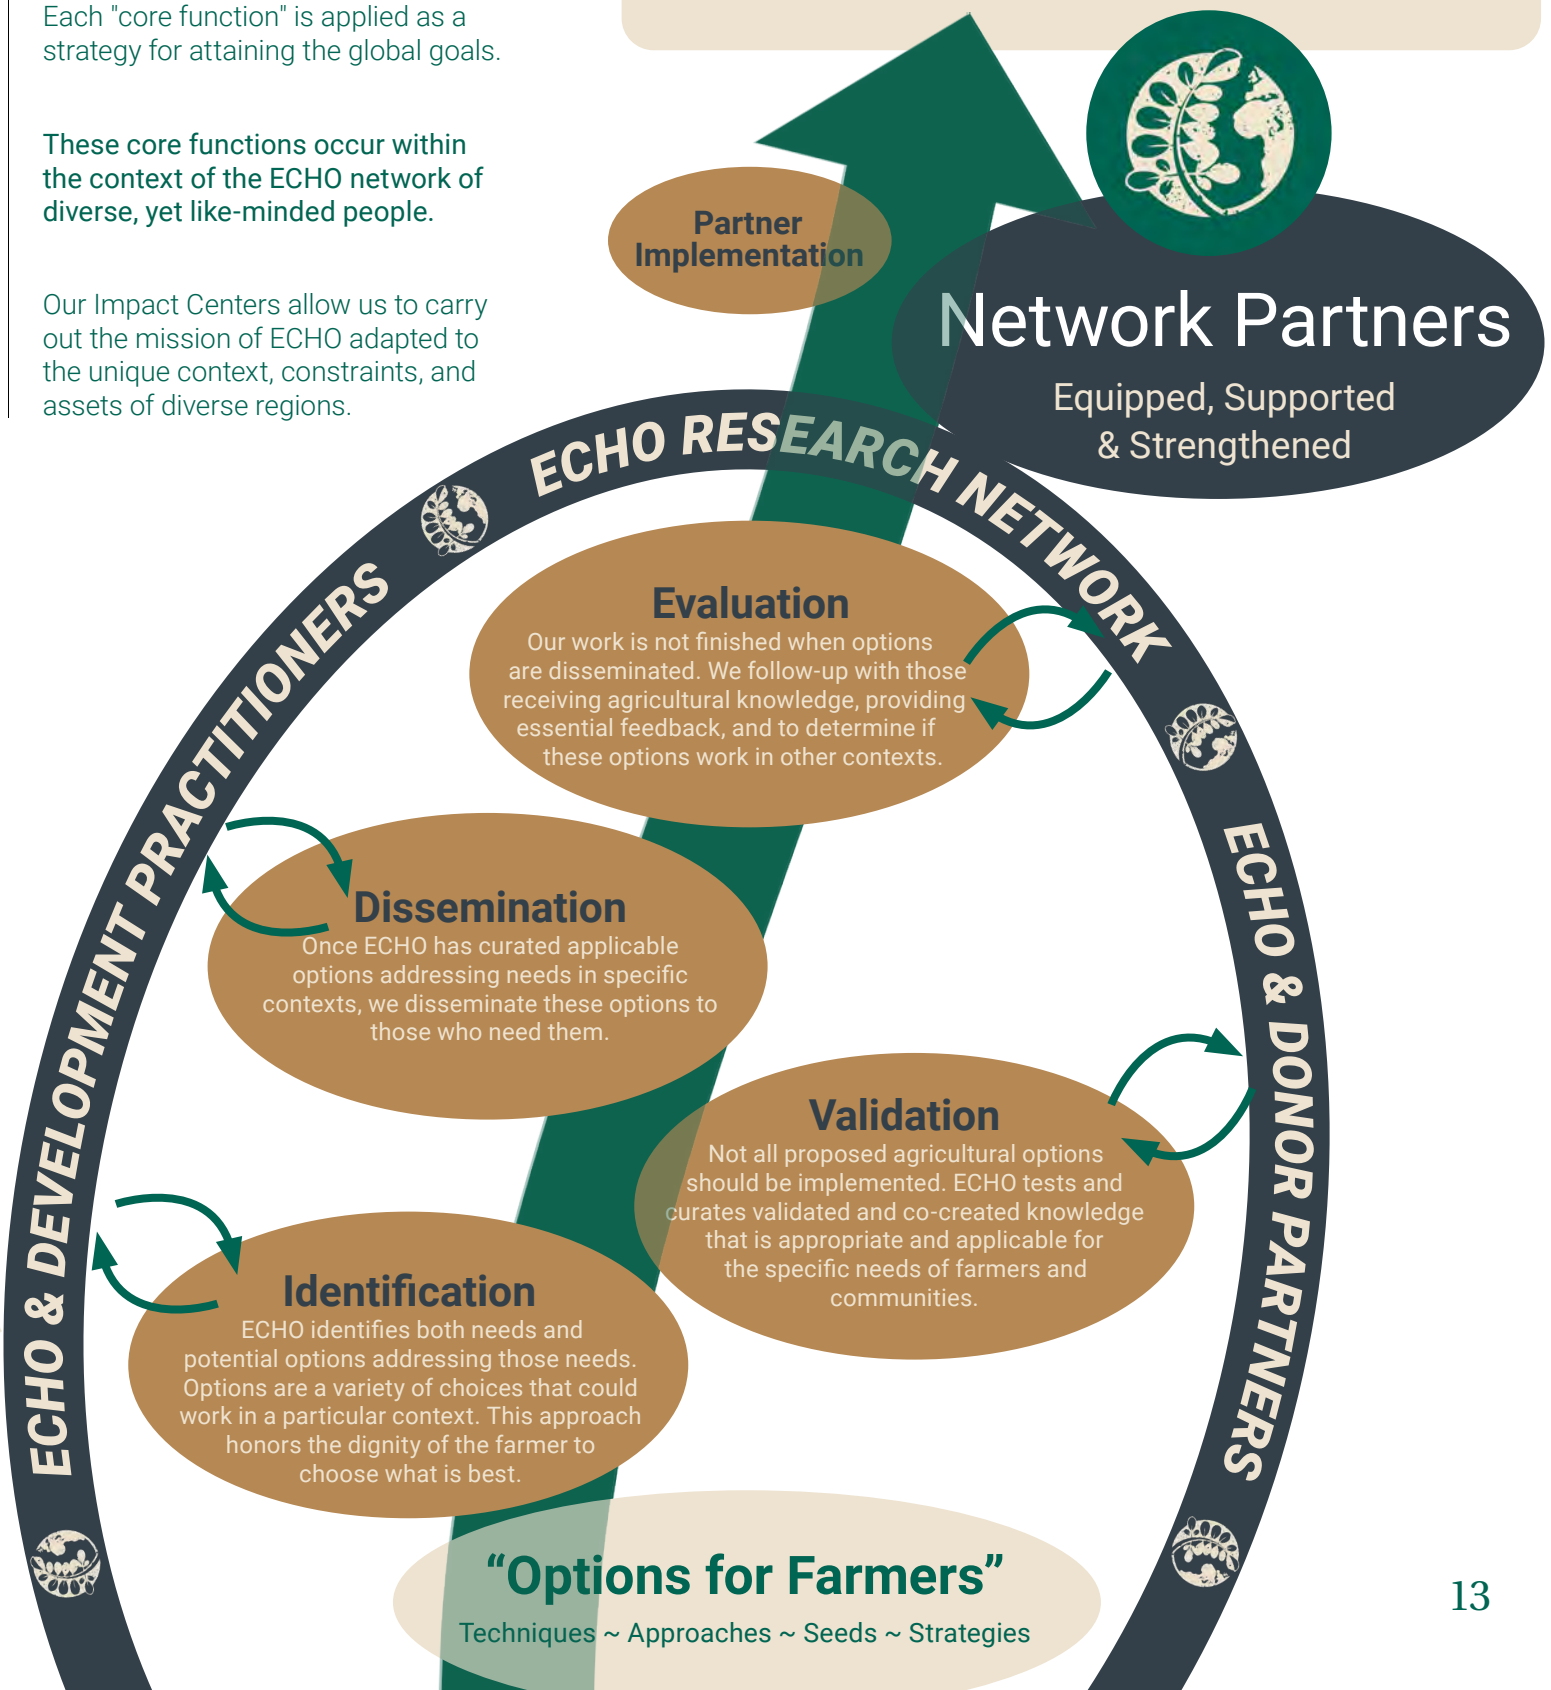 Each "core function" is applied as a
strategy for attaining the global goals.
These core functions occur within
the context of the ECHO network of
diverse, yet like-minded people.
Our Impact Centers allow us to carry
out the mission of ECHO adapted to
the unique context, constraints, and
assets of diverse regions.
Partner
Implementation
Network Partners
Equipped, Supported
& Strengthened
ECHO RESEARCH NETWORK
ECHO & DEVELOPMENT PRACTITIONERS
ECHO & DONOR PARTNERS
Evaluation
Our work is not finished when options
are disseminated. We follow-up with those
receiving agricultural knowledge, providing
essential feedback, and to determine if
these options work in other contexts.
Dissemination
Once ECHO has curated applicable
options addressing needs in specific
contexts, we disseminate these options to
those who need them.
Validation
Not all proposed agricultural options
should be implemented. ECHO tests and
curates validated and co-created knowledge
that is appropriate and applicable for
the specific needs of farmers and
communities.
Identification
ECHO identifies both needs and
potential options addressing those needs.
Options are a variety of choices that could
work in a particular context. This approach
honors the dignity of the farmer to
choose what is best.
“Options for Farmers”
Techniques ~ Approaches ~ Seeds ~ Strategies
13